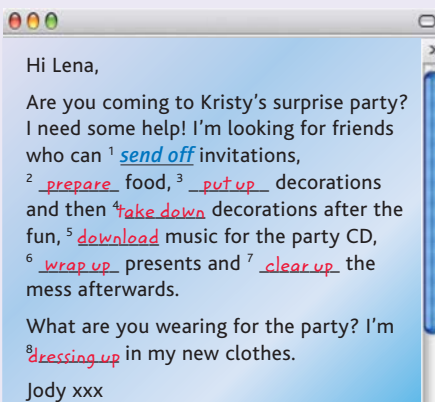 Hi Lena,
Are you coming to Kristy's surprise party?
I need some help! I'm looking for friends
who can 1 send off invitations,
2 prepare food, 3 put up decorations
and then 4 take down decorations after the
fun, 5 download music for the party CD,
6 wrap up presents and 7 clear up the
mess afterwards.
What are you wearing for the party? I'm
8 dressing up in my new clothes.
Jody xxx